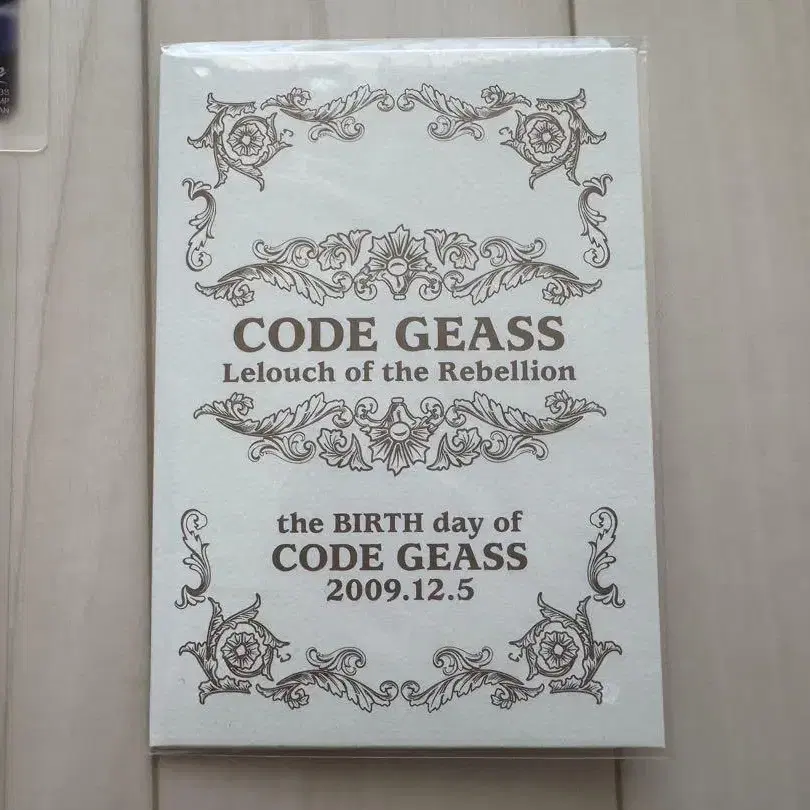 CODE GEASS
Lelouch of the Rebellion
the BIRTH day of
CODE GEASS
2009.12.5